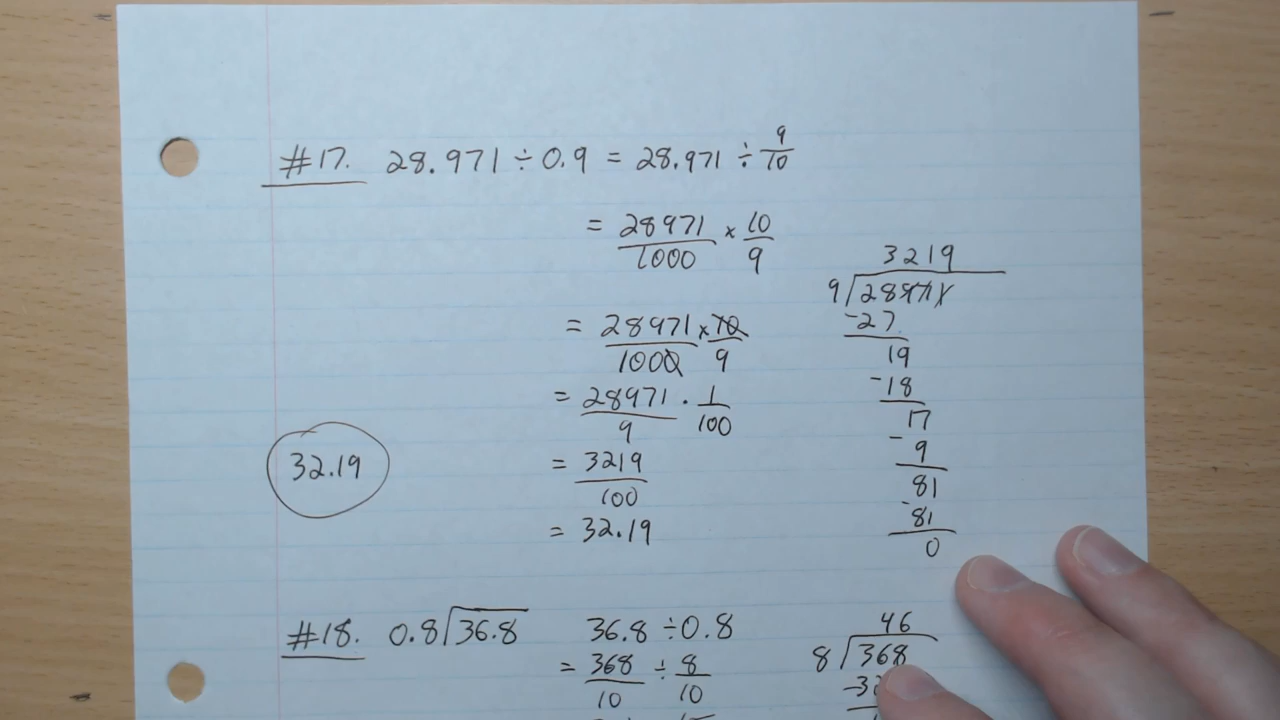 #17. 28.971 ÷ 0.9 = 28.971 ÷ 9/10
= 28971/1000 × 10/9
= 28971/1000 × 10/9
= 28971/9 · 1/100
= 3219/100
= 32.19
32.19
3219
9 28971
-27
19
-18
17
- 9
81
-81
0
#18. 0.8 36.8
36.8 ÷ 0.8
= 368/10 ÷ 8/10
46
8 368